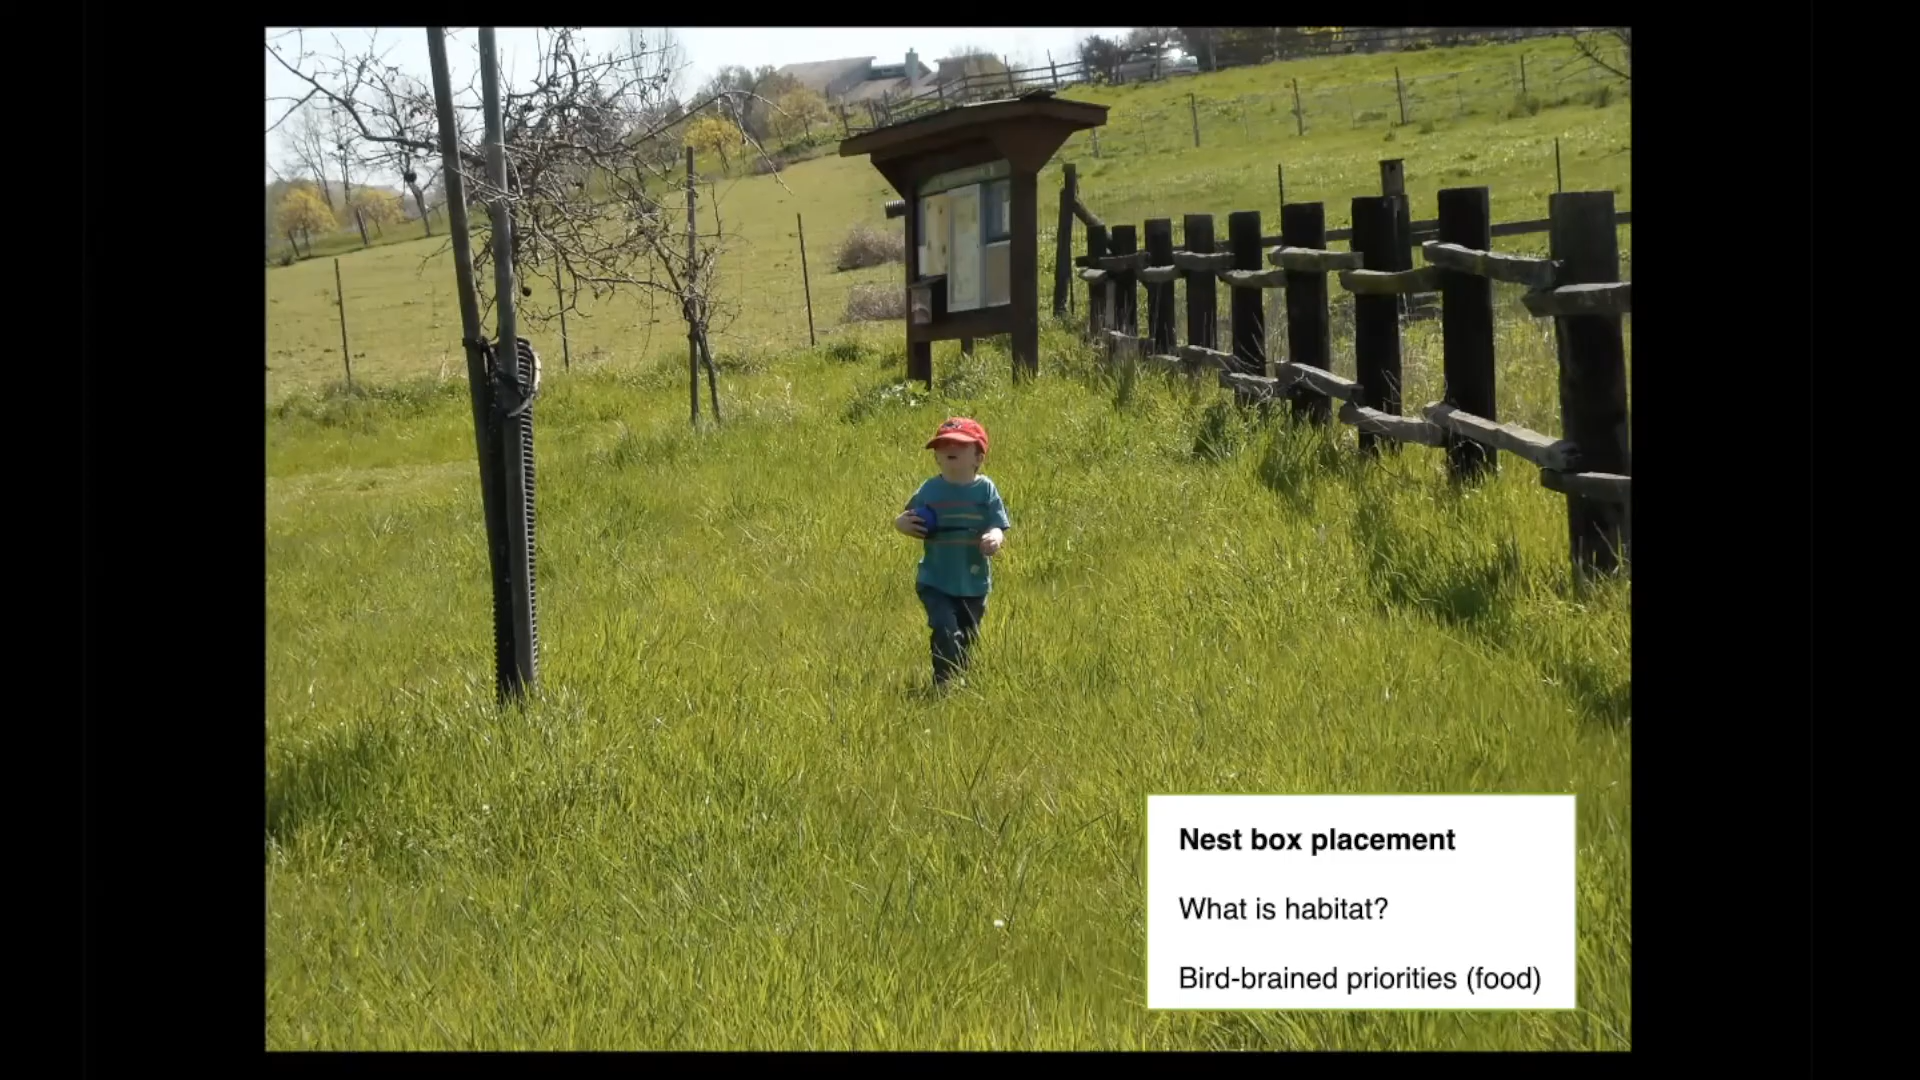 Nest box placement
What is habitat?
Bird-brained priorities (food)